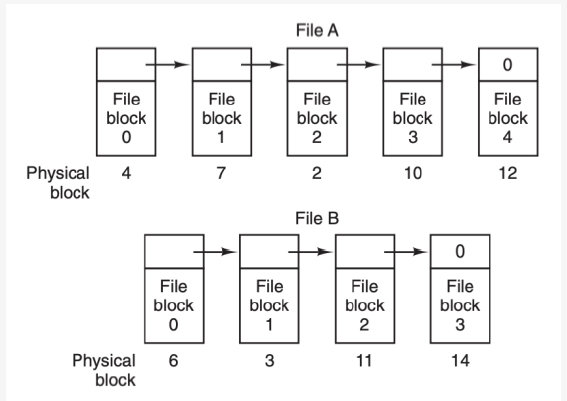 File A
0
File File File File File
block block block block block
0 1 2 3 4
Physical 4 7 2 10 12
block
File B
0
File File File File
block block block block
0 1 2 3
Physical 6 3 11 14
block